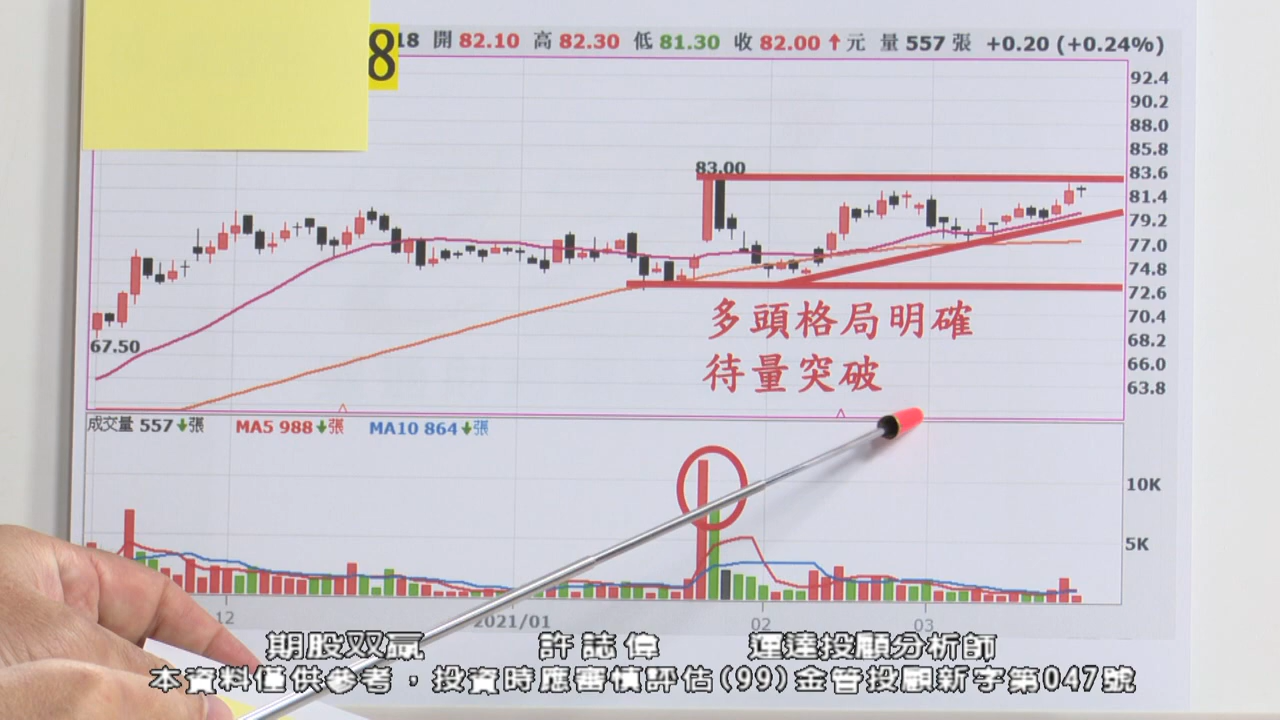 8
18 開 82.10 高 82.30 低 81.30 收 82.00 ↑ 元 量 557 張 +0.20 (+0.24%)
92.4
90.2
88.0
85.8
83.6
81.4
79.2
77.0
74.8
72.6
70.4
68.2
66.0
63.8
83.00
67.50
多頭格局明確
待量突破
成交量 557↓張 MA5 988↓張 MA10 864↓張
10K
5K
12 2021/01 02 03
期股双贏 許誌偉 運達投顧分析師
本資料僅供參考，投資時應審慎評估(99)金管投顧新字第047號